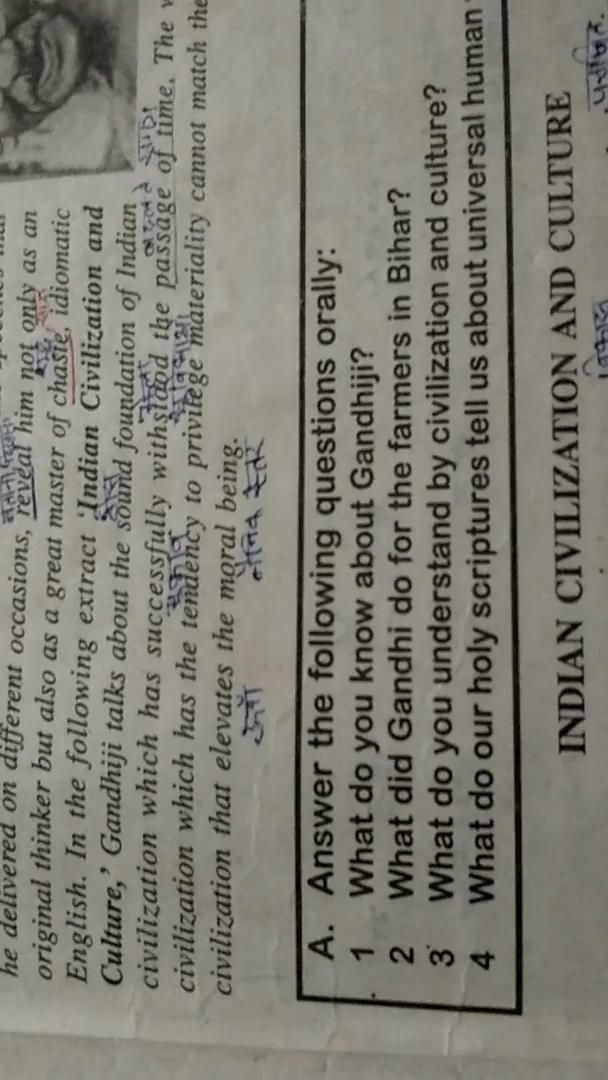 he delivered on different occasions, reveal him not only as an
original thinker but also as a great master of chaste, idiomatic
English. In the following extract 'Indian Civilization and
Culture,' Gandhiji talks about the sound foundation of Indian
civilization which has successfully withstood the passage of time. The
civilization which has the tendency to privilege materiality cannot match the
civilization that elevates the moral being.
ऊँचा नैतिक स्तर
A. Answer the following questions orally:
1 What do you know about Gandhiji?
2 What did Gandhi do for the farmers in Bihar?
3 What do you understand by civilization and culture?
4 What do our holy scriptures tell us about universal human
INDIAN CIVILIZATION AND CULTURE